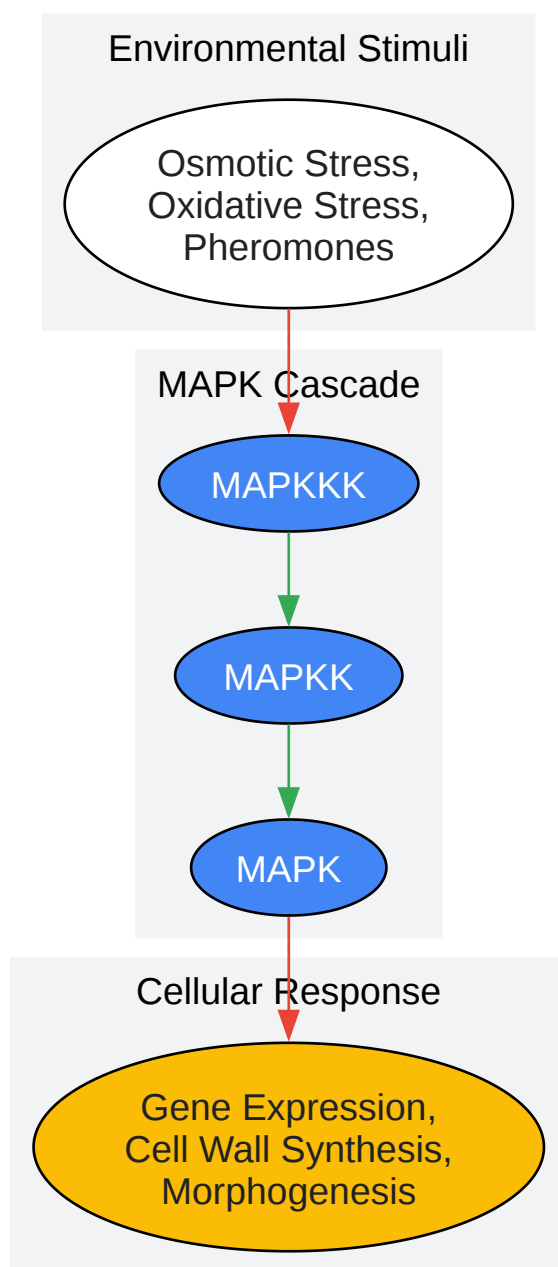 Environmental Stimuli
Osmotic Stress,
Oxidative Stress,
Pheromones
MAPK Cascade
MAPKKK
MAPKK
MAPK
Cellular Response
Gene Expression,
Cell Wall Synthesis,
Morphogenesis